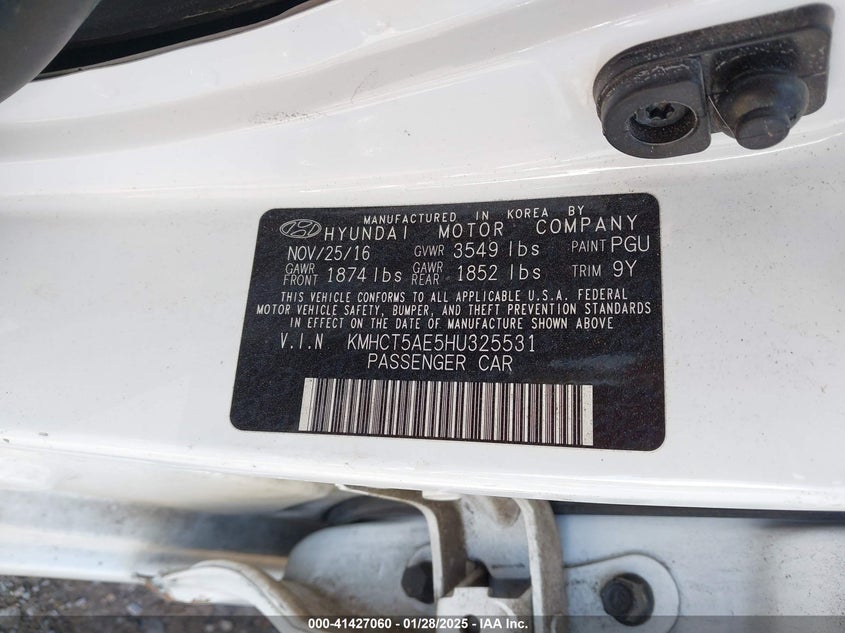 MANUFACTURED IN KOREA BY
HYUNDAI MOTOR COMPANY
NOV/25/16 GVWR 3549 lbs PAINT PGU
GAWR FRONT 1874 lbs GAWR REAR 1852 lbs TRIM 9Y
THIS VEHICLE CONFORMS TO ALL APPLICABLE U.S.A. FEDERAL
MOTOR VEHICLE SAFETY, BUMPER, AND THEFT PREVENTION STANDARDS
IN EFFECT ON THE DATE OF MANUFACTURE SHOWN ABOVE
V.I.N KMHCT5AE5HU325531
PASSENGER CAR
000-41427060 - 01/28/2025 - IAA Inc.